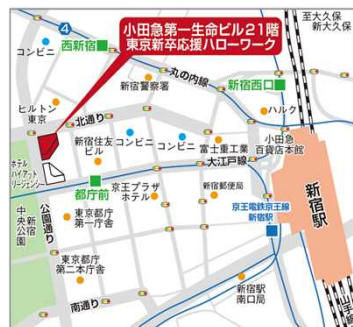 至大久保
新大久保
小田急第一生命ビル21階
東京新卒応援ハローワーク
4
西新宿
コンビニ
丸の内線
新宿西口
新宿警察署
ヒルトン
東京
北通り
ハルク
コンビニ
コンビニ
新宿住友
ビル
富士重工業
小田急
百貨店本館
ホテル
ハイアット
リージェンシー
大江戸線
都庁前
京王プラザ
ホテル
新宿郵便局
新宿駅
京王電鉄京王線
新宿駅
新宿
中央公園
公園通り
東京都庁
第一庁舎
東京都庁
第二本庁舎
新宿駅
南口局
南通り
山手線